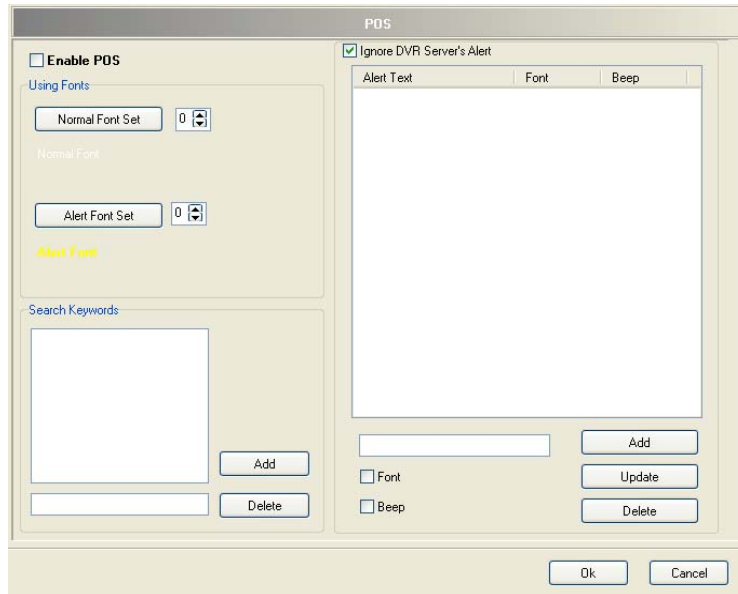 POS
Enable POS
Using Fonts
Normal Font Set 0
Normal Font
Alert Font Set 0
Alert Font
Search Keywords
Add
Delete
Ignore DVR Server's Alert
Alert Text Font Beep
Add
Font Update
Beep Delete
Ok Cancel